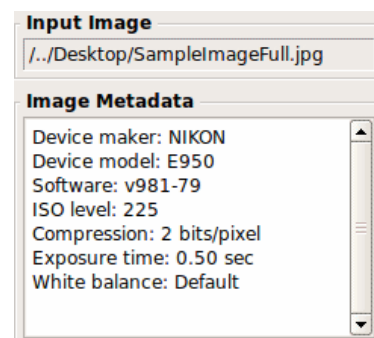 Input Image
/../Desktop/SampleImageFull.jpg
Image Metadata
Device maker: NIKON
Device model: E950
Software: v981-79
ISO level: 225
Compression: 2 bits/pixel
Exposure time: 0.50 sec
White balance: Default